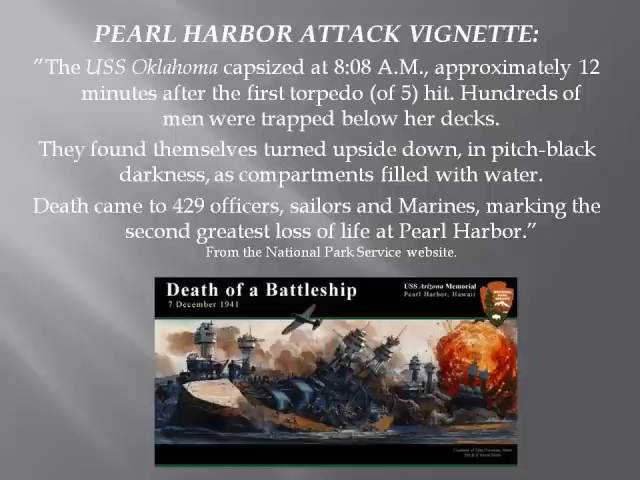 PEARL HARBOR ATTACK VIGNETTE:
”The USS Oklahoma capsized at 8:08 A.M., approximately 12
minutes after the first torpedo (of 5) hit. Hundreds of
men were trapped below her decks.
They found themselves turned upside down, in pitch-black
darkness, as compartments filled with water.
Death came to 429 officers, sailors and Marines, marking the
second greatest loss of life at Pearl Harbor.”
From the National Park Service website.
Death of a Battleship
7 December 1941
USS Arizona Memorial
Pearl Harbor, Hawaii